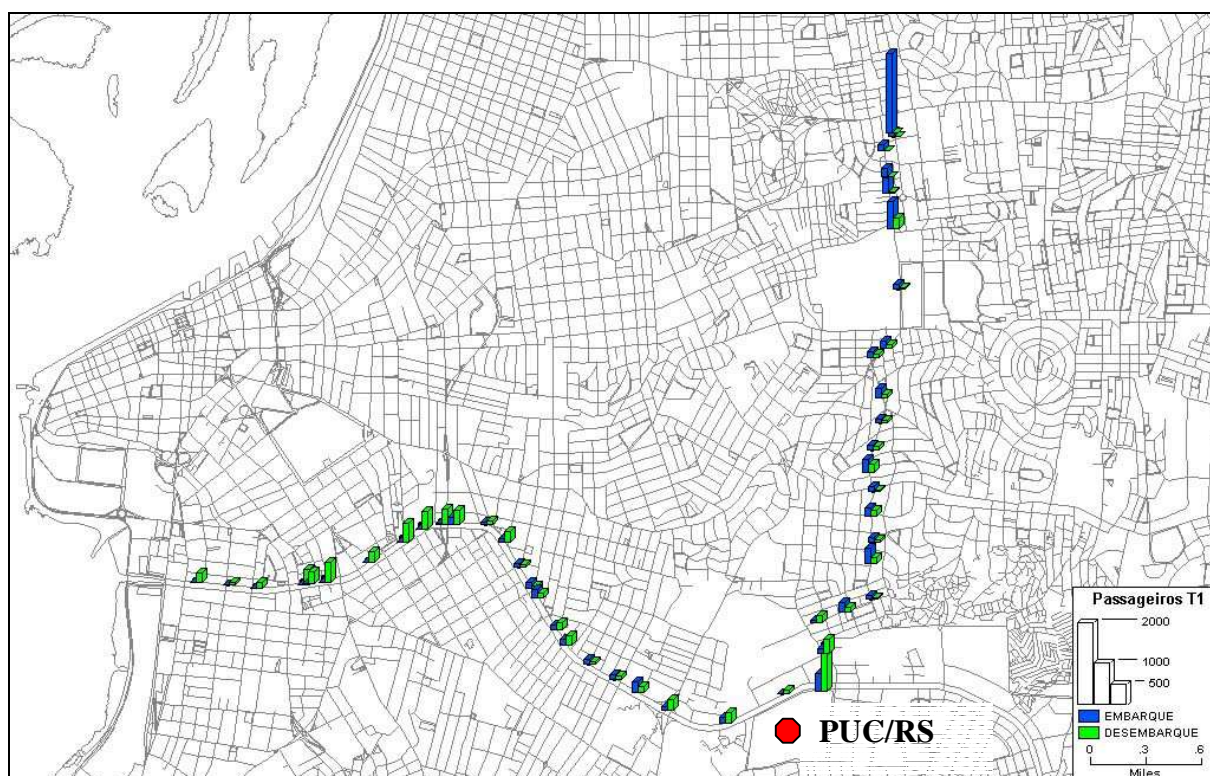 Passageiros T1
2000
1000
500
EMBARQUE
DESEMBARQUE
0 .3 .6
Miles
PUC/RS